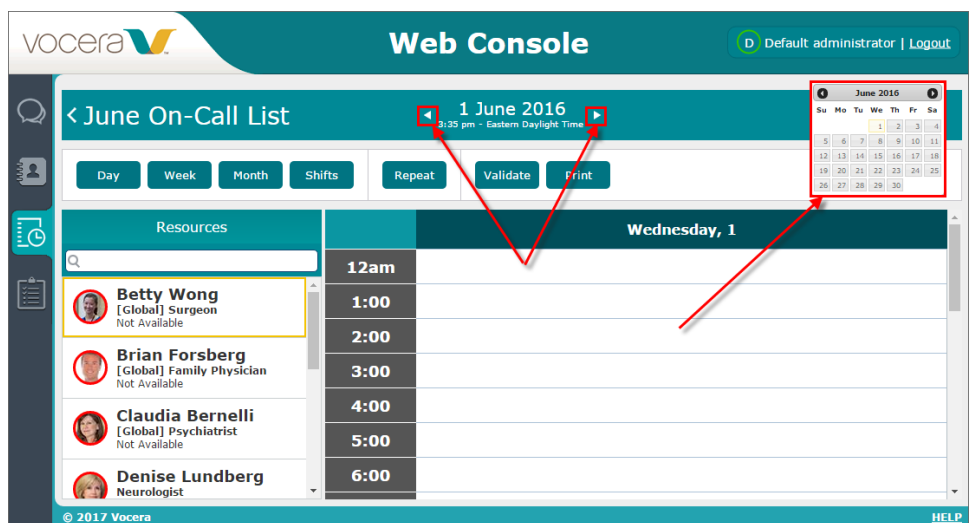 vocera
Web Console
D Default administrator | Logout
< June On-Call List
1 June 2016
3:35 pm - Eastern Daylight Time
June 2016
Su Mo Tu We Th Fr Sa
1 2 3 4
5 6 7 8 9 10 11
12 13 14 15 16 17 18
19 20 21 22 23 24 25
26 27 28 29 30
Day Week Month Shifts Repeat Validate Print
Resources
Wednesday, 1
12am
Betty Wong
[Global] Surgeon
Not Available
1:00
2:00
Brian Forsberg
[Global] Family Physician
Not Available
3:00
4:00
Claudia Bernelli
[Global] Psychiatrist
Not Available
5:00
Denise Lundberg
Neurologist
6:00
© 2017 Vocera
HELP